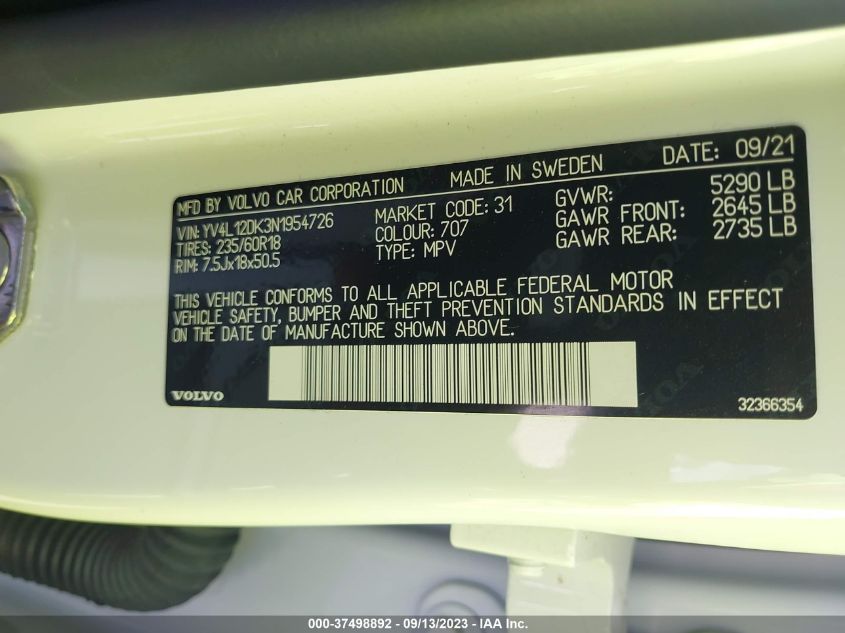 MFD BY VOLVO CAR CORPORATION MADE IN SWEDEN DATE: 09/21
VIN: YV4L12DK3N1954726 MARKET CODE: 31 GVWR: 5290 LB
TIRES: 235/60R18 COLOUR: 707 GAWR FRONT: 2645 LB
RIM: 7.5Jx18x50.5 TYPE: MPV GAWR REAR: 2735 LB
THIS VEHICLE CONFORMS TO ALL APPLICABLE FEDERAL MOTOR
VEHICLE SAFETY, BUMPER AND THEFT PREVENTION STANDARDS IN EFFECT
ON THE DATE OF MANUFACTURE SHOWN ABOVE.
VOLVO 32366354
000-37498892 - 09/13/2023 - IAA Inc.